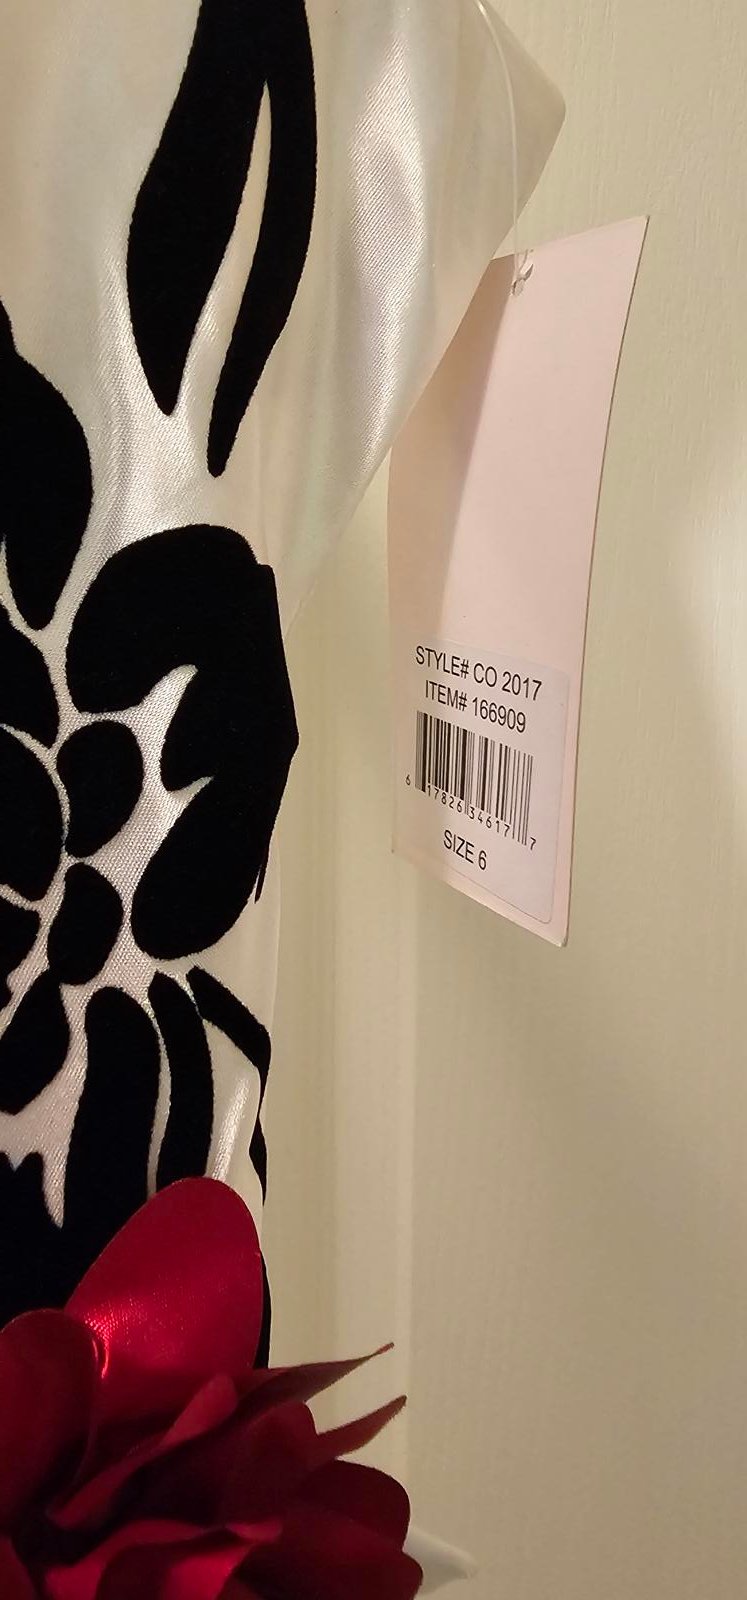 STYLE# CO 2017
ITEM# 166909
6 17826 34617 7
SIZE 6